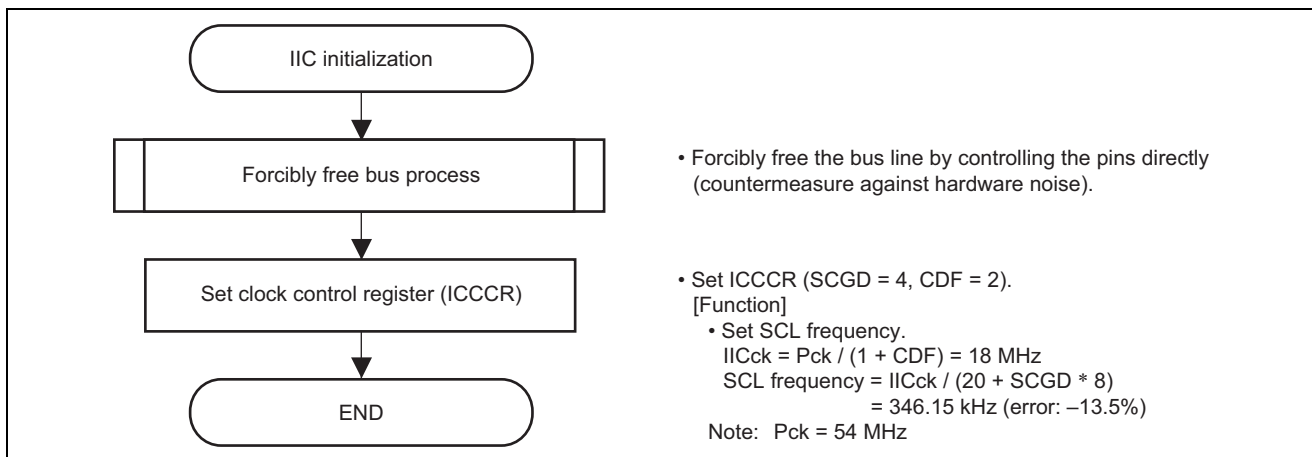 IIC initialization
Forcibly free bus process
• Forcibly free the bus line by controlling the pins directly
(countermeasure against hardware noise).
Set clock control register (ICCCR)
• Set ICCCR (SCGD = 4, CDF = 2).
[Function]
• Set SCL frequency.
IICck = Pck / (1 + CDF) = 18 MHz
SCL frequency = IICck / (20 + SCGD * 8)
= 346.15 kHz (error: –13.5%)
Note: Pck = 54 MHz
END